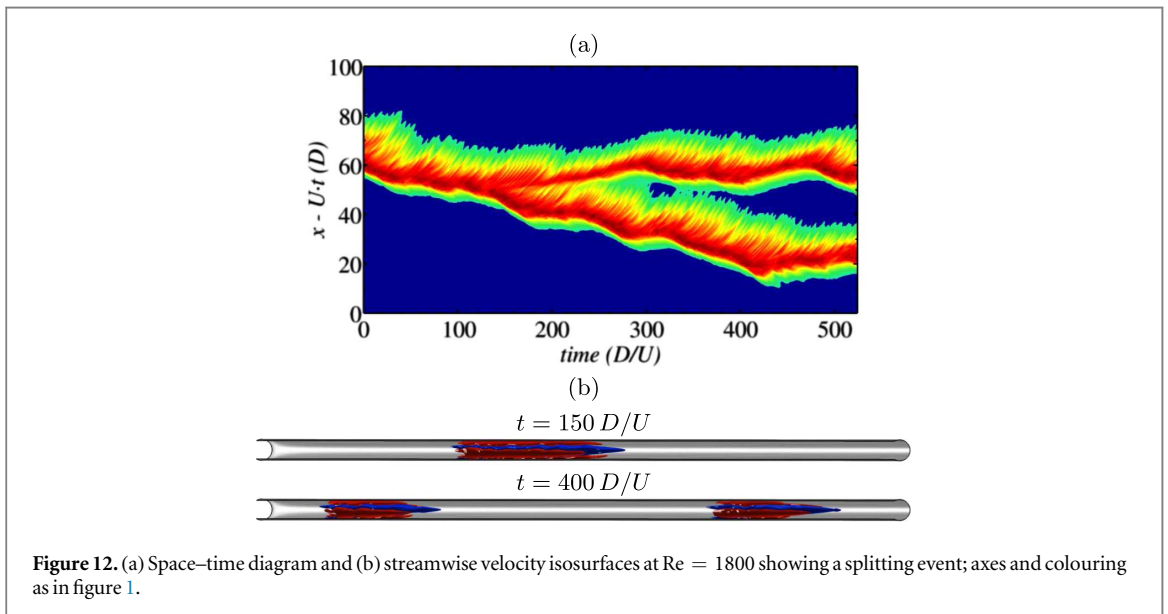 (a)
100
80
60
40
20
0
x - U·t (D)
0 100 200 300 400 500
time (D/U)
(b)
t = 150 D/U
t = 400 D/U
Figure 12. (a) Space–time diagram and (b) streamwise velocity isosurfaces at Re = 1800 showing a splitting event; axes and colouring
as in figure 1.